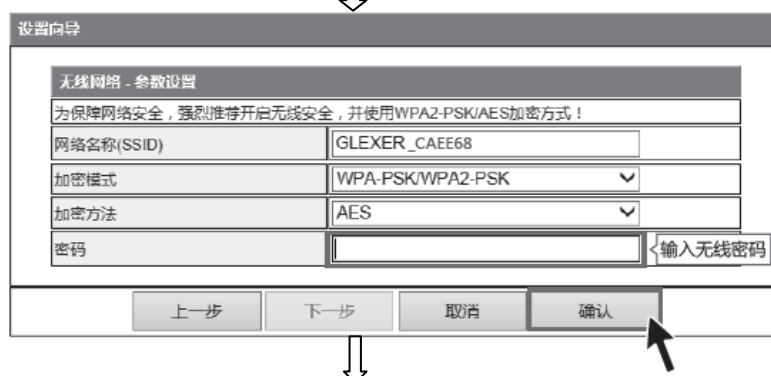 设置向导
无线网络 - 参数设置
为保障网络安全，强烈推荐开启无线安全，并使用WPA2-PSK/AES加密方式！
网络名称(SSID) GLEXER_CAEE68
加密模式 WPA-PSK/WPA2-PSK
加密方法 AES
密码 输入无线密码
上一步 下一步 取消 确认